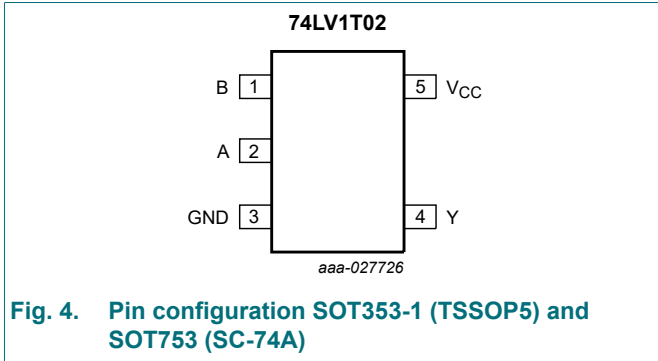 74LV1T02
B 1
5 VCC
A 2
GND 3
4 Y
aaa-027726
Fig. 4. Pin configuration SOT353-1 (TSSOP5) and
SOT753 (SC-74A)